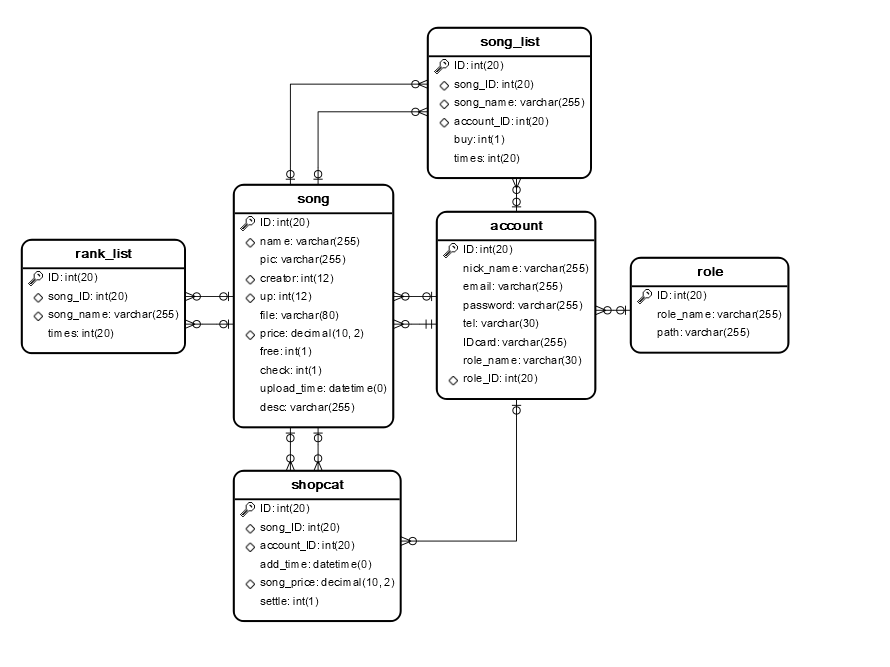 song_list
ID: int(20)
song_ID: int(20)
song_name: varchar(255)
account_ID: int(20)
buy: int(1)
times: int(20)
song
ID: int(20)
name: varchar(255)
pic: varchar(255)
creator: int(12)
up: int(12)
file: varchar(80)
price: decimal(10, 2)
free: int(1)
check: int(1)
upload_time: datetime(0)
desc: varchar(255)
account
ID: int(20)
nick_name: varchar(255)
email: varchar(255)
password: varchar(255)
tel: varchar(30)
IDcard: varchar(255)
role_name: varchar(30)
role_ID: int(20)
rank_list
ID: int(20)
song_ID: int(20)
song_name: varchar(255)
times: int(20)
role
ID: int(20)
role_name: varchar(255)
path: varchar(255)
shopcat
ID: int(20)
song_ID: int(20)
account_ID: int(20)
add_time: datetime(0)
song_price: decimal(10, 2)
settle: int(1)